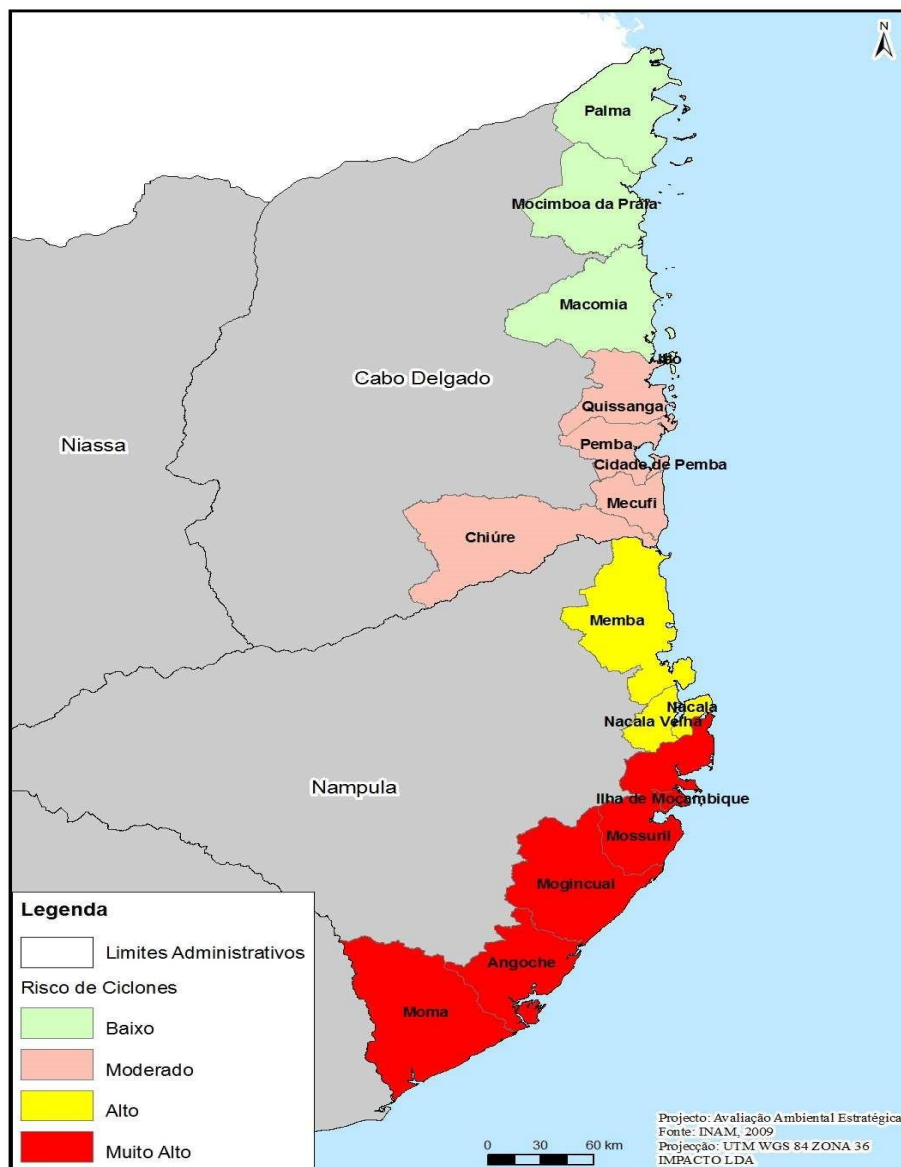 N
Palma
Mocimboa da Praia
Macomia
Cabo Delgado
Quissanga
Niassa
Pemba
Cidade de Pemba
Mecufi
Chiúre
Memba
Nacala
Nacala Velha
Nampula
Ilha de Moçambique
Mossuril
Mogincual
Angoche
Moma
Legenda
Limites Administrativos
Risco de Ciclones
Baixo
Moderado
Alto
Muito Alto
0 30 60 km
Projecto: Avaliação Ambiental Estratégica
Fonte: INAM, 2009
Projecção: UTM WGS 84 ZONA 36
IMPACTO LDA